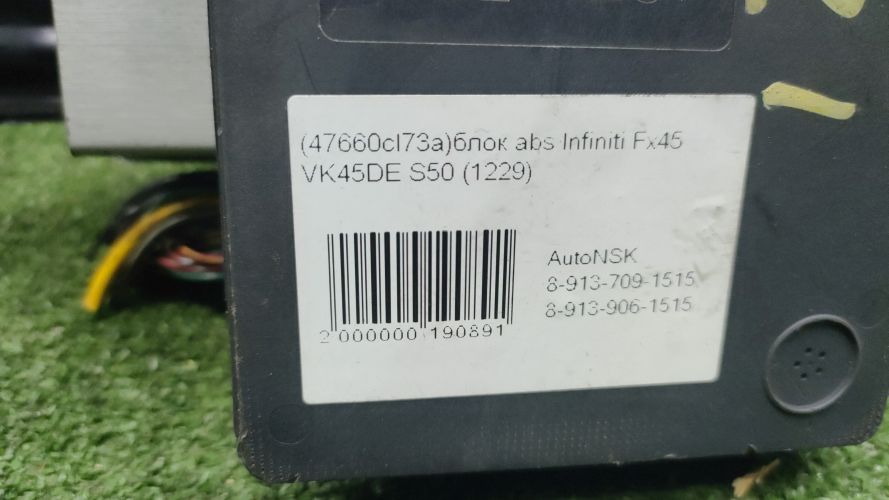 (47660cl73a)блок abs Infiniti Fx45
VK45DE S50 (1229)
AutoNSK
8-913-709-1515
8-913-906-1515
2 000000 190891